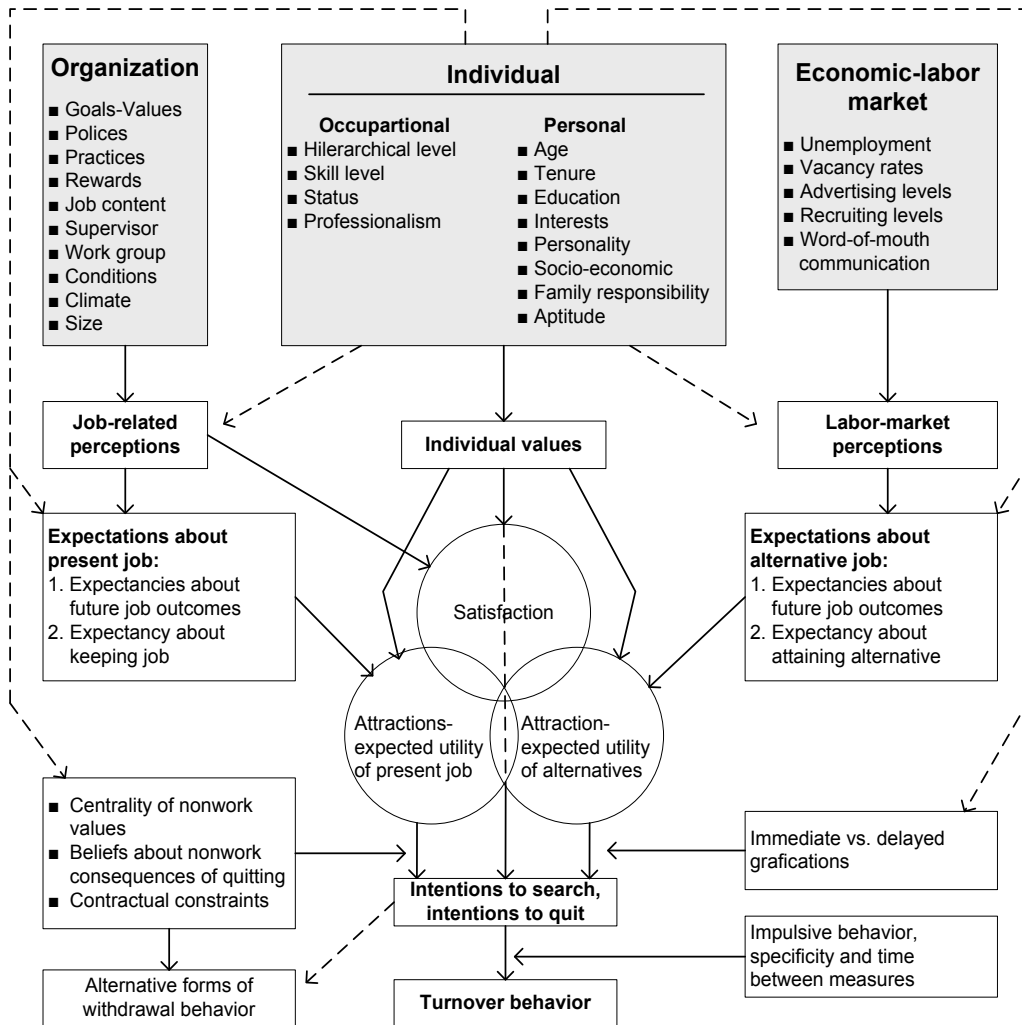 Organization
■ Goals-Values
■ Polices
■ Practices
■ Rewards
■ Job content
■ Supervisor
■ Work group
■ Conditions
■ Climate
■ Size
Individual
Occupartional
■ Hilerarchical level
■ Skill level
■ Status
■ Professionalism
Personal
■ Age
■ Tenure
■ Education
■ Interests
■ Personality
■ Socio-economic
■ Family responsibility
■ Aptitude
Economic-labor
market
■ Unemployment
■ Vacancy rates
■ Advertising levels
■ Recruiting levels
■ Word-of-mouth
communication
Job-related
perceptions
Individual values
Labor-market
perceptions
Expectations about
present job:
1. Expectancies about
future job outcomes
2. Expectancy about
keeping job
Satisfaction
Expectations about
alternative job:
1. Expectancies about
future job outcomes
2. Expectancy about
attaining alternative
Attractions-
expected utility
of present job
Attraction-
expected utility
of alternatives
■ Centrality of nonwork
values
■ Beliefs about nonwork
consequences of quitting
■ Contractual constraints
Immediate vs. delayed
grafications
Intentions to search,
intentions to quit
Impulsive behavior,
specificity and time
between measures
Alternative forms of
withdrawal behavior
Turnover behavior